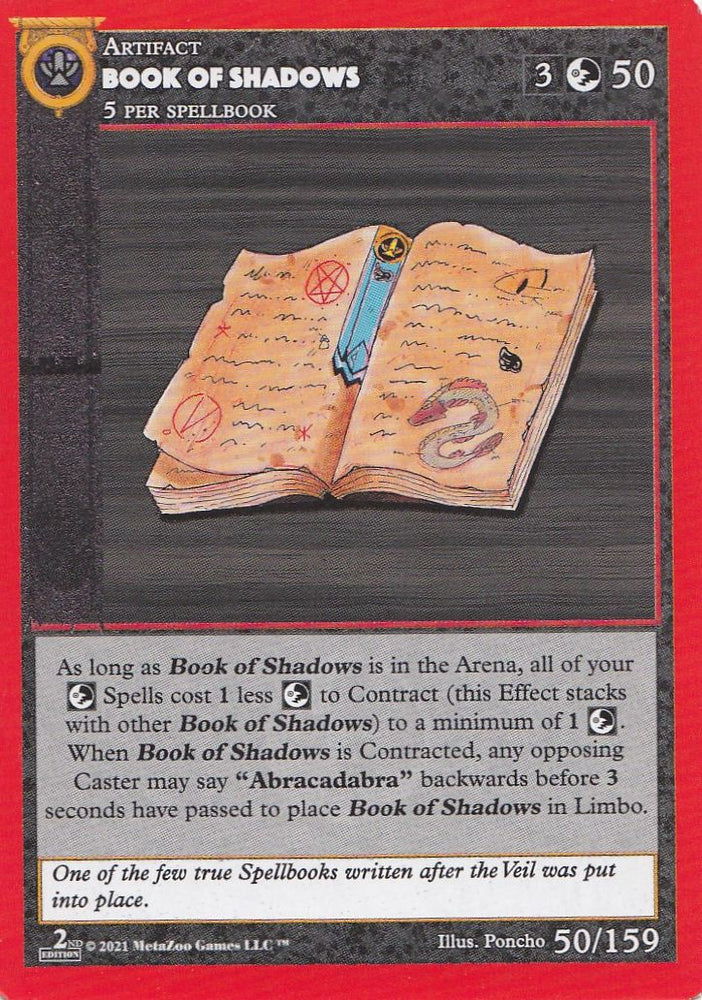 ARTIFACT
BOOK OF SHADOWS
3 50
5 PER SPELLBOOK
As long as Book of Shadows is in the Arena, all of your
Spells cost 1 less to Contract (this Effect stacks
with other Book of Shadows) to a minimum of 1 .
When Book of Shadows is Contracted, any opposing
Caster may say “Abracadabra” backwards before 3
seconds have passed to place Book of Shadows in Limbo.
One of the few true Spellbooks written after the Veil was put
into place.
2ND EDITION © 2021 MetaZoo Games LLC ™ Illus. Poncho 50/159